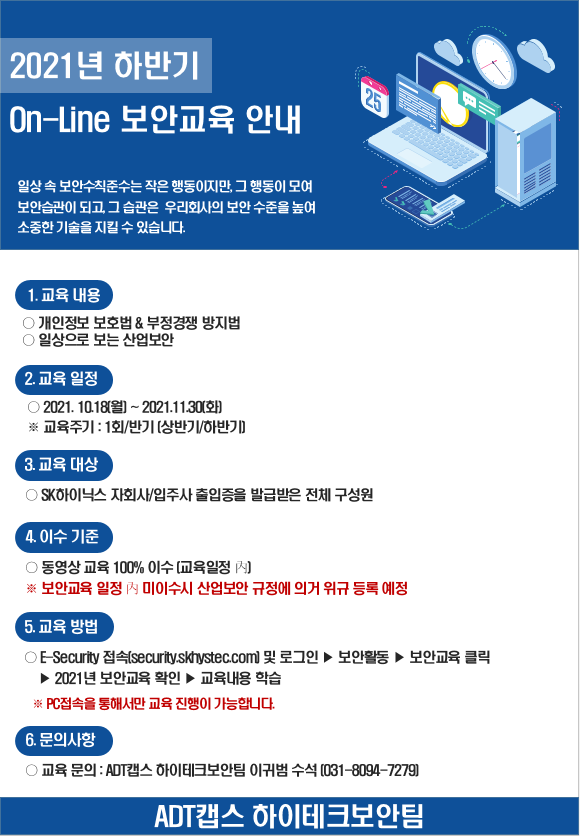 2021년 하반기
On-Line 보안교육 안내
25
일상 속 보안수칙준수는 작은 행동이지만, 그 행동이 모여
보안습관이 되고, 그 습관은 우리회사의 보안 수준을 높여
소중한 기술을 지킬 수 있습니다.
1. 교육 내용
○ 개인정보 보호법 & 부정경쟁 방지법
○ 일상으로 보는 산업보안
2. 교육 일정
○ 2021. 10.18(월) ~ 2021.11.30(화)
※ 교육주기 : 1회/반기 (상반기/하반기)
3. 교육 대상
○ SK하이닉스 자회사/입주사 출입증을 발급받은 전체 구성원
4. 이수 기준
○ 동영상 교육 100% 이수 (교육일정 內)
※ 보안교육 일정 內 미이수시 산업보안 규정에 의거 위규 등록 예정
5. 교육 방법
○ E-Security 접속(security.skhystec.com) 및 로그인 ▶ 보안활동 ▶ 보안교육 클릭
▶ 2021년 보안교육 확인 ▶ 교육내용 학습
※ PC접속을 통해서만 교육 진행이 가능합니다.
6. 문의사항
○ 교육 문의 : ADT캡스 하이테크보안팀 이귀범 수석 (031-8094-7279)
ADT캡스 하이테크보안팀